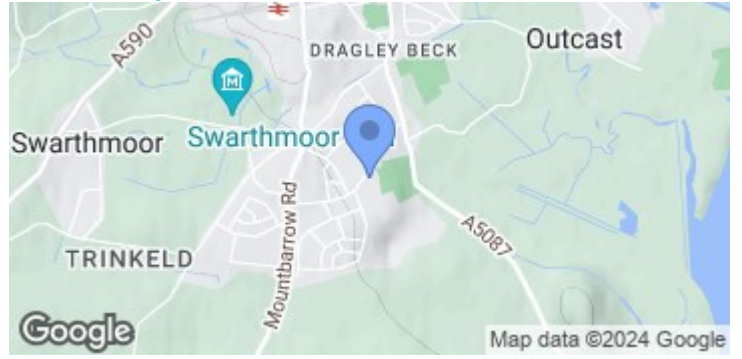 A590
DRAGLEY BECK
Outcast
Swarthmoor
Swarthmoor
Mountbarrow Rd
A5087
TRINKELD
Google
Map data ©2024 Google